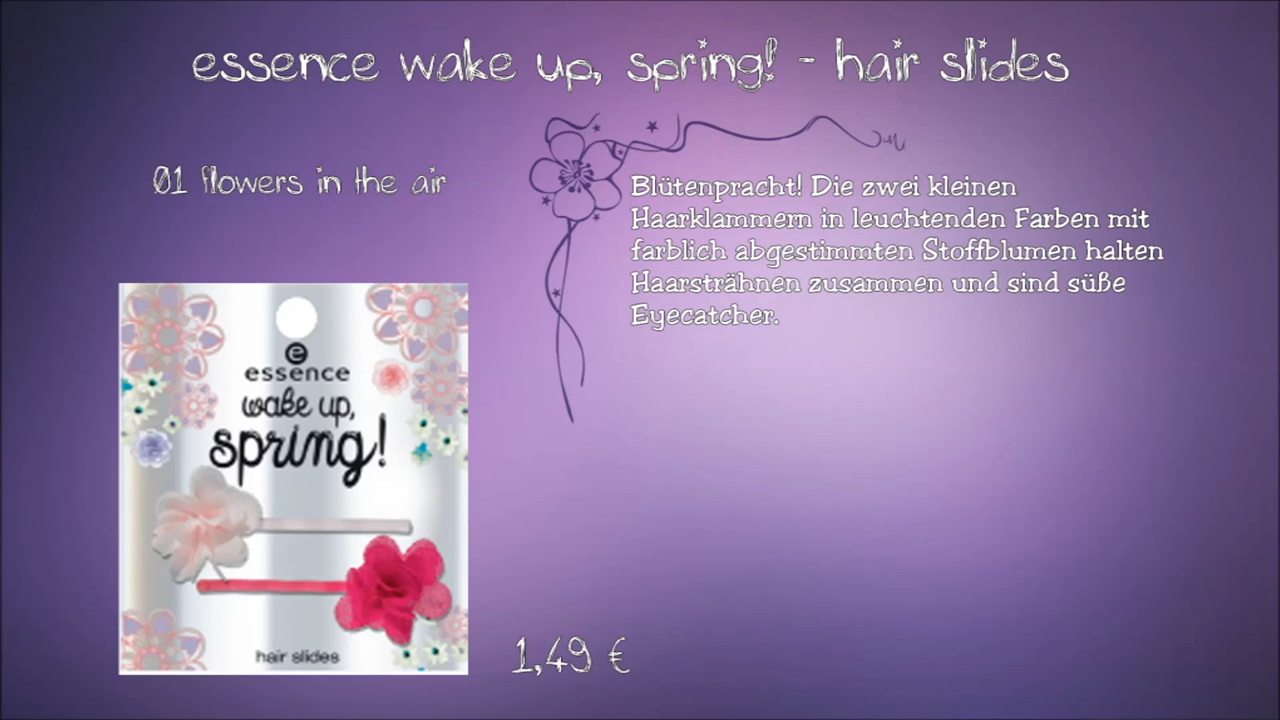 essence wake up, spring! - hair slides
01 flowers in the air
Blütenpracht! Die zwei kleinen
Haarklammern in leuchtenden Farben mit
farblich abgestimmten Stoffblumen halten
Haarsträhnen zusammen und sind süße
Eyecatcher.
e
essence
wake up,
spring!
hair slides
1,49 €